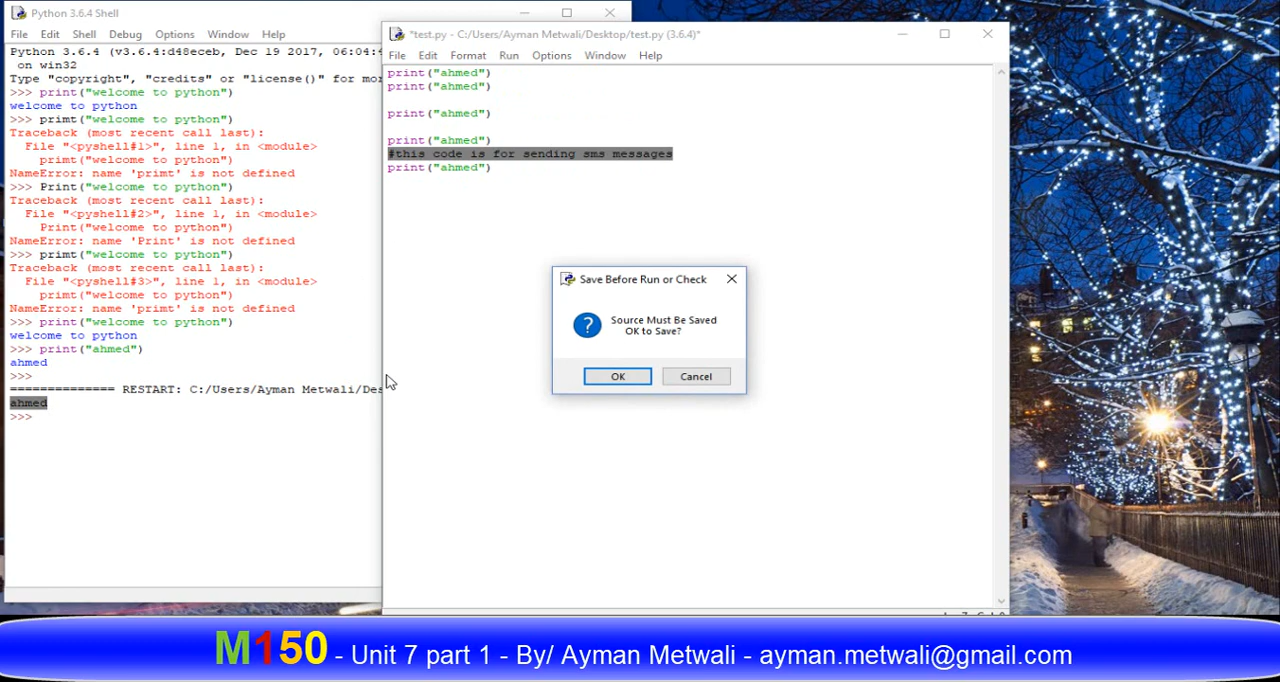 Python 3.6.4 Shell
File Edit Shell Debug Options Window Help
Python 3.6.4 (v3.6.4:d48eceb, Dec 19 2017, 06:04:4
on win32
Type "copyright", "credits" or "license()" for mor
>>> print("welcome to python")
welcome to python
>>> primt("welcome to python")
Traceback (most recent call last):
File "<pyshell#1>", line 1, in <module>
primt("welcome to python")
NameError: name 'primt' is not defined
>>> Print("welcome to python")
Traceback (most recent call last):
File "<pyshell#2>", line 1, in <module>
Print("welcome to python")
NameError: name 'Print' is not defined
>>> primt("welcome to python")
Traceback (most recent call last):
File "<pyshell#3>", line 1, in <module>
primt("welcome to python")
NameError: name 'primt' is not defined
>>> print("welcome to python")
welcome to python
>>> print("ahmed")
ahmed
>>>
============== RESTART: C:/Users/Ayman Metwali/Des
ahmed
>>>
*test.py - C:/Users/Ayman Metwali/Desktop/test.py (3.6.4)*
File Edit Format Run Options Window Help
print("ahmed")
print("ahmed")
print("ahmed")
print("ahmed")
#this code is for sending sms messages
print("ahmed")
Save Before Run or Check
Source Must Be Saved
OK to Save?
OK Cancel
M150 - Unit 7 part 1 - By/ Ayman Metwali - ayman.metwali@gmail.com